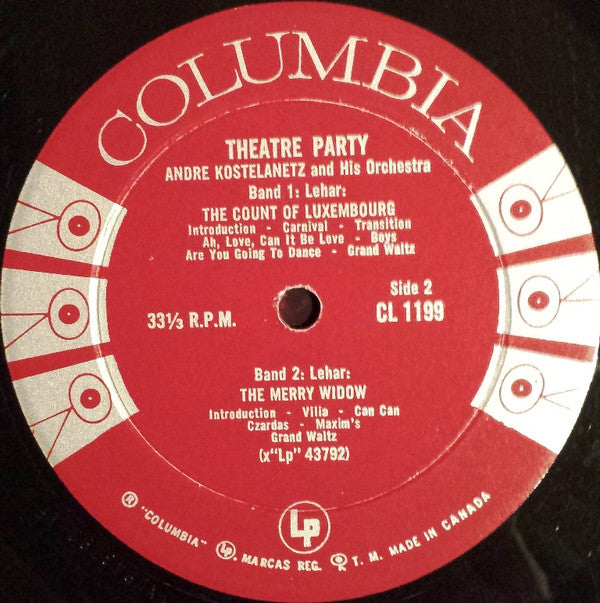 COLUMBIA
THEATRE PARTY
ANDRE KOSTELANETZ and His Orchestra
Band 1: Lehar:
THE COUNT OF LUXEMBOURG
Introduction - Carnival - Transition
Ah, Love, Can It Be Love - Boys
Are You Going To Dance - Grand Waltz
33⅓ R.P.M.
Side 2
CL 1199
Band 2: Lehar:
THE MERRY WIDOW
Introduction - Vilia - Can Can
Czardas - Maxim's
Grand Waltz
(x"Lp" 43792)
Lp
® "COLUMBIA" Lp. MARCAS REG. T. M. MADE IN CANADA